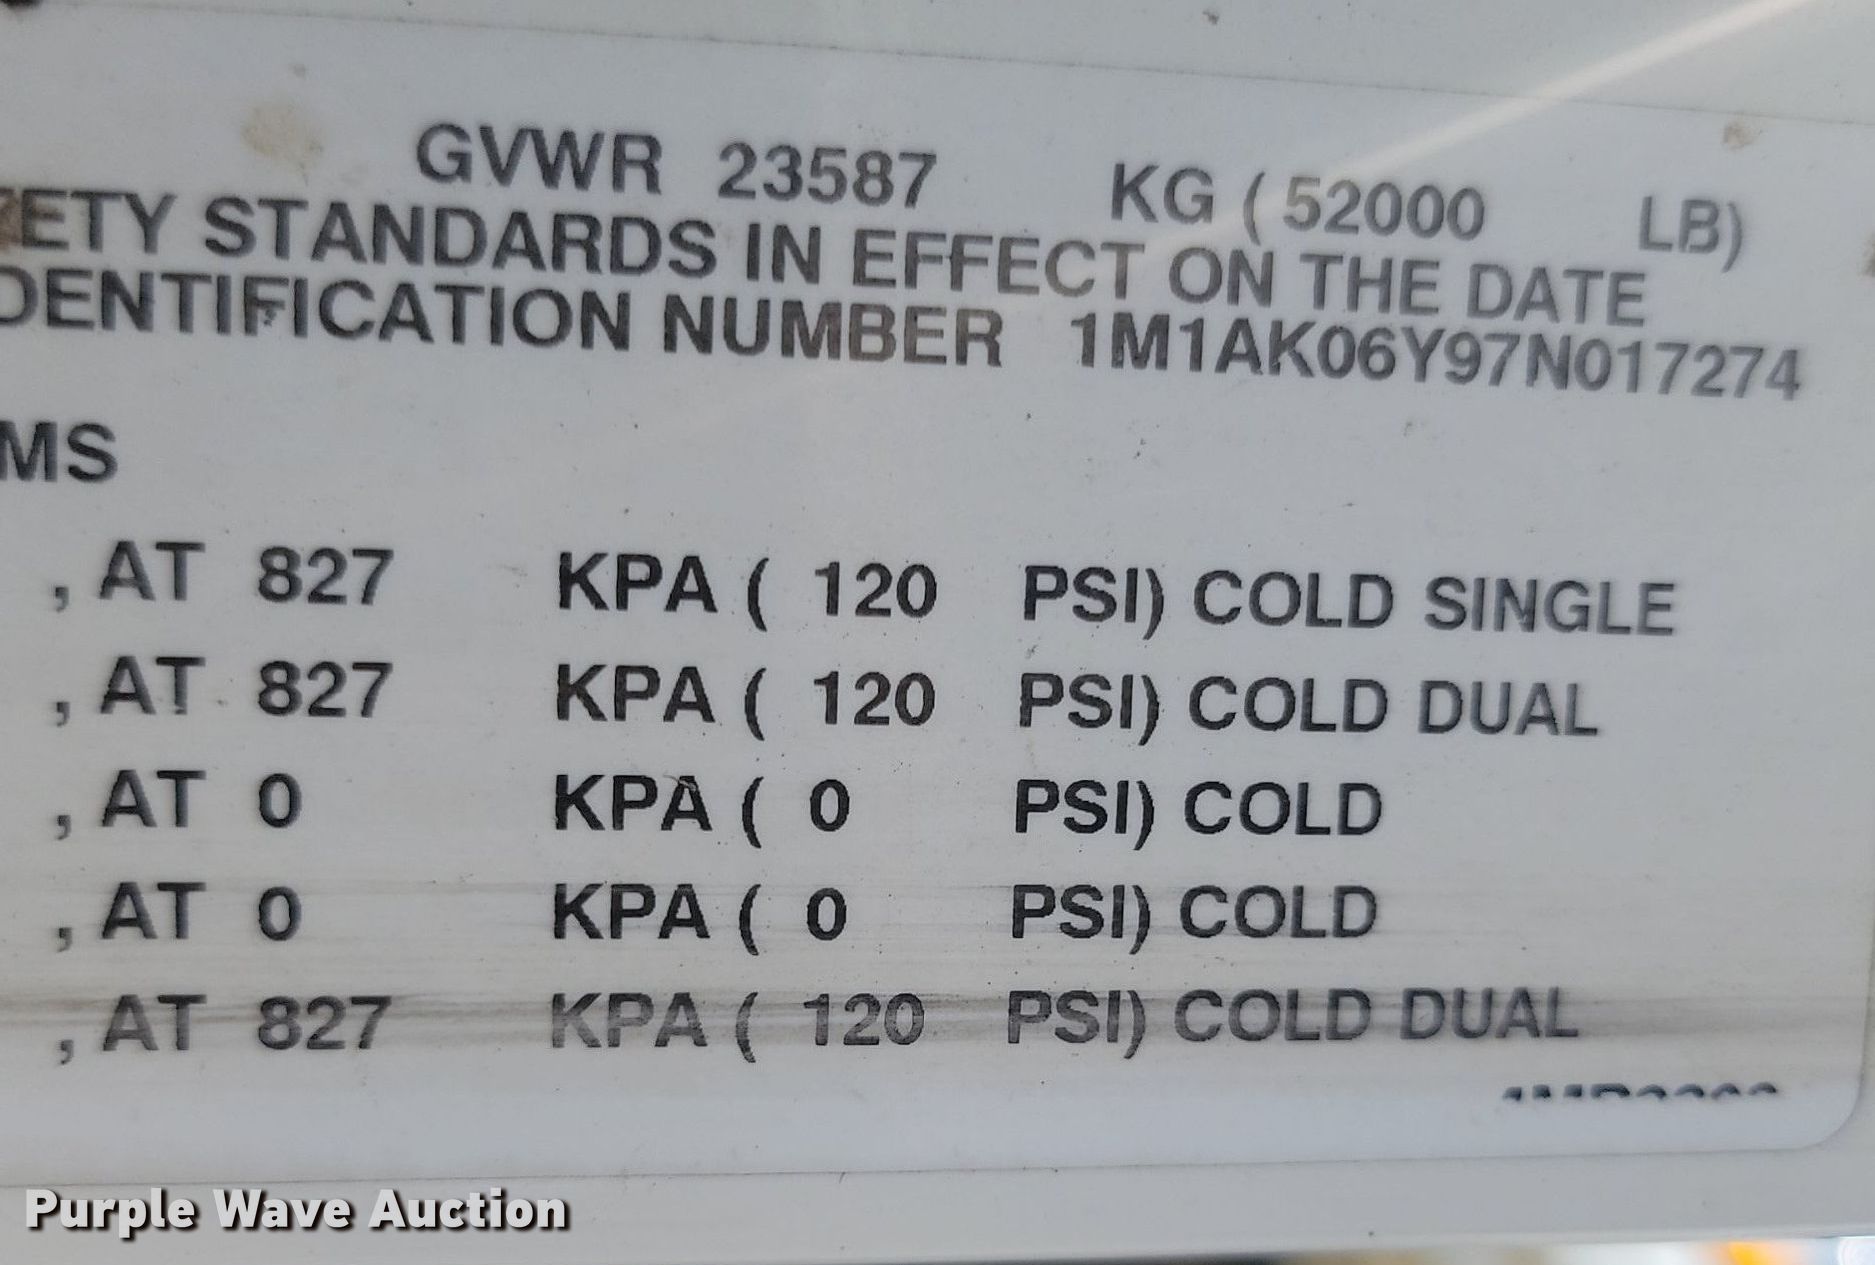 GVWR 23587 KG ( 52000 LB)
ETY STANDARDS IN EFFECT ON THE DATE
DENTIFICATION NUMBER 1M1AK06Y97N017274
MS
, AT 827 KPA ( 120 PSI) COLD SINGLE
, AT 827 KPA ( 120 PSI) COLD DUAL
, AT 0 KPA ( 0 PSI) COLD
, AT 0 KPA ( 0 PSI) COLD
, AT 827 KPA ( 120 PSI) COLD DUAL
Purple Wave Auction